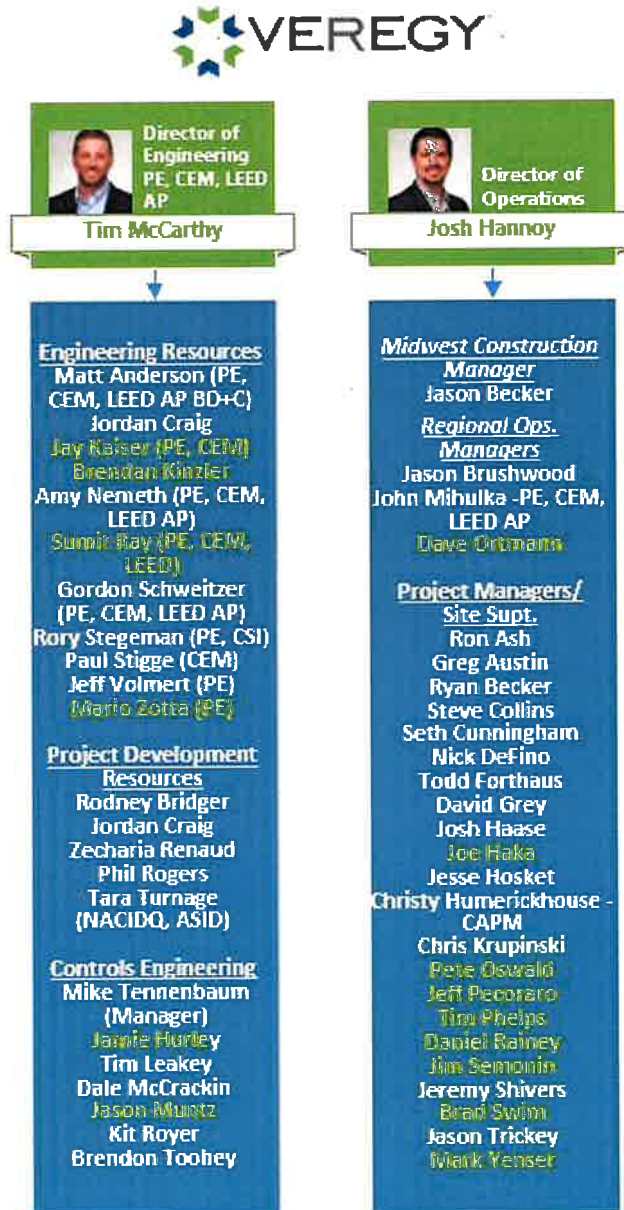 VEREGY
Director of
Engineering
PE, CEM, LEED
AP
Tim McCarthy
Engineering Resources
Matt Anderson (PE,
CEM, LEED AP BD+C)
Jordan Craig
Jay Kaiser (PE, CEM)
Brendan Kinzler
Amy Nemeth (PE, CEM,
LEED AP)
Sumit Ray (PE, CEM,
LEED)
Gordon Schweitzer
(PE, CEM, LEED AP)
Rory Stegeman (PE, CSI)
Paul Stigge (CEM)
Jeff Volmert (PE)
Mario Zotta (PE)
Project Development
Resources
Rodney Bridger
Jordan Craig
Zecharia Renaud
Phil Rogers
Tara Turnage
(NACIDQ, ASID)
Controls Engineering
Mike Tennenbaum
(Manager)
Jamie Hurley
Tim Leakey
Dale McCrackin
Jason Muntz
Kit Royer
Brendon Toohey
Director of
Operations
Josh Hannoy
Midwest Construction
Manager
Jason Becker
Regional Ops.
Managers
Jason Brushwood
John Mihulka -PE, CEM,
LEED AP
Dave Ortmann
Project Managers/
Site Supt.
Ron Ash
Greg Austin
Ryan Becker
Steve Collins
Seth Cunningham
Nick DeFino
Todd Forthaus
David Grey
Josh Haase
Joe Haka
Jesse Hosket
Christy Humerickhouse -
CAPM
Chris Krupinski
Pete Oswald
Jeff Pecoraro
Tim Phelps
Daniel Rainey
Jim Semonin
Jeremy Shivers
Brad Swim
Jason Trickey
Mark Yenser